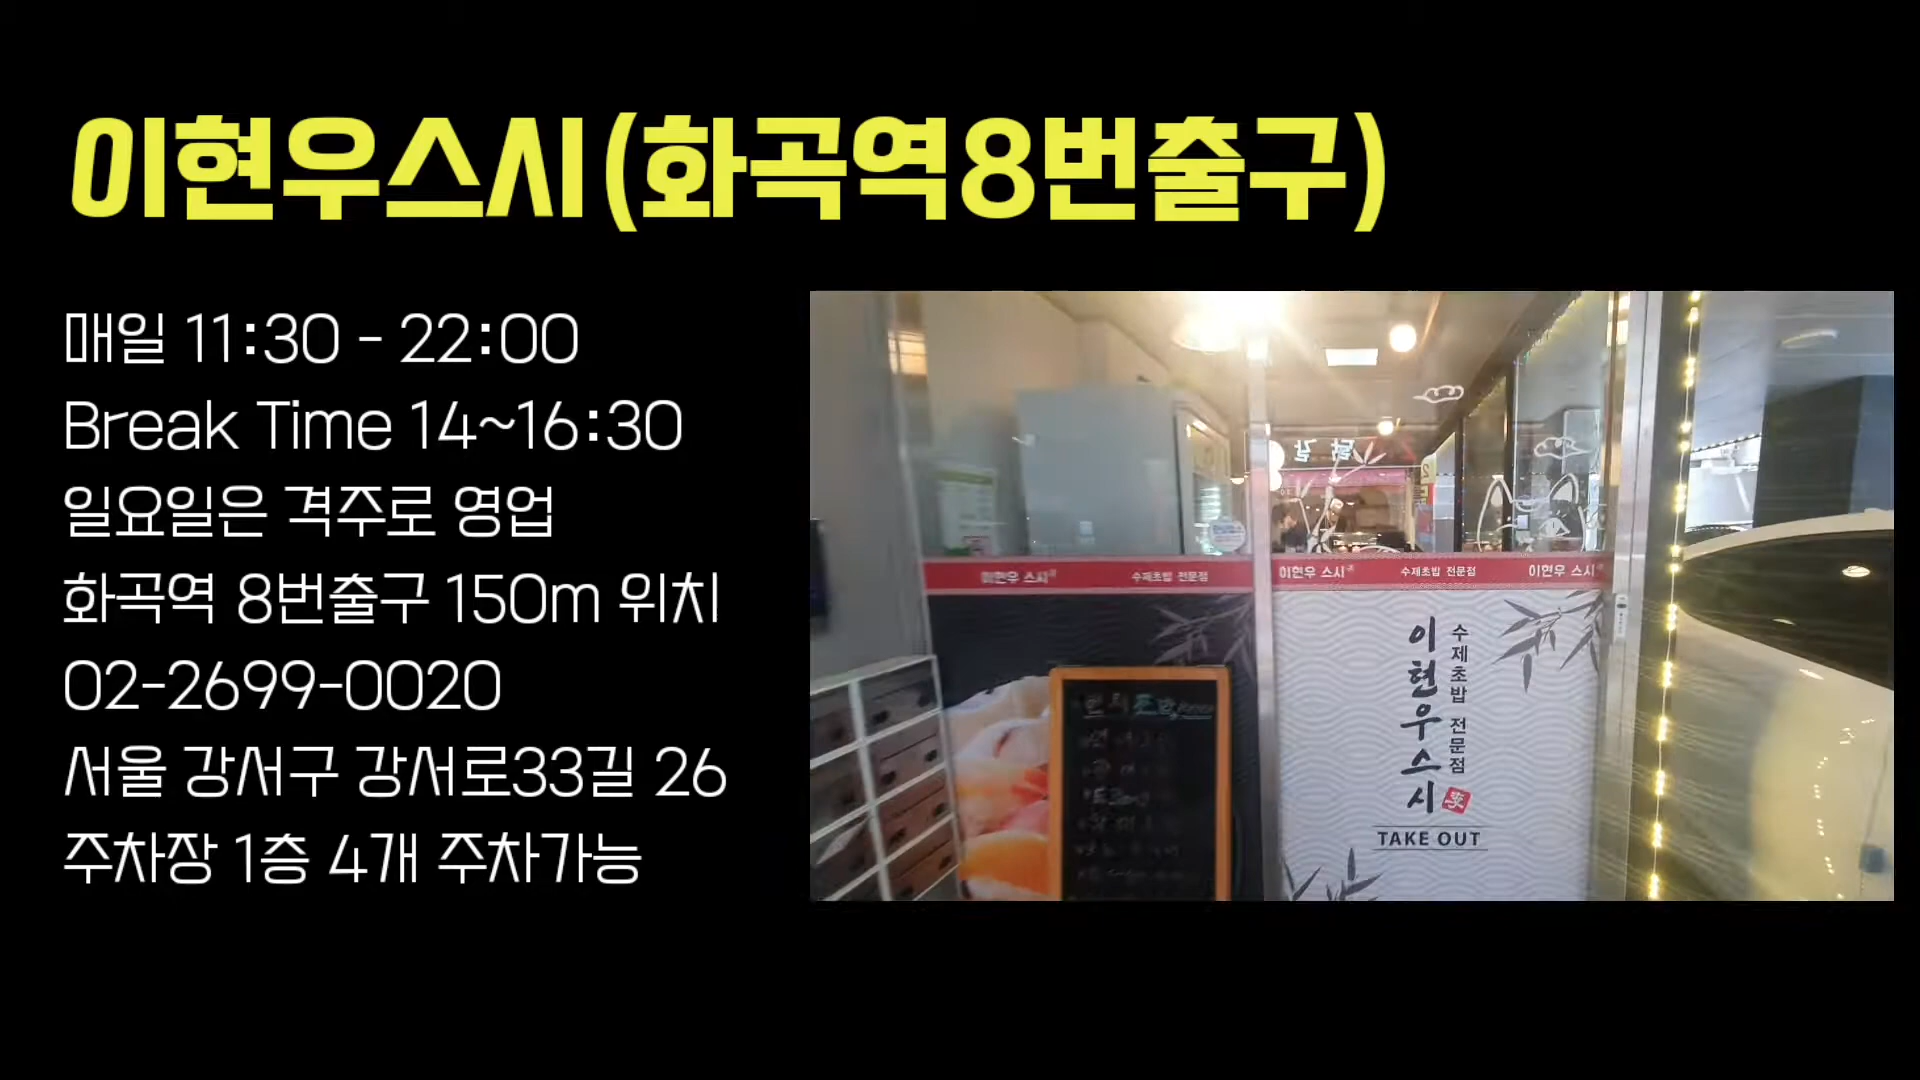 이현우스시(화곡역8번출구)
매일 11:30 - 22:00
Break Time 14~16:30
일요일은 격주로 영업
화곡역 8번출구 150m 위치
02-2699-0020
서울 강서구 강서로33길 26
주차장 1층 4개 주차가능
이현우 스시
수제초밥 전문점
이현우 스시
수제초밥 전문점
이현우 스시
이현우스시
수제초밥 전문점
TAKE OUT